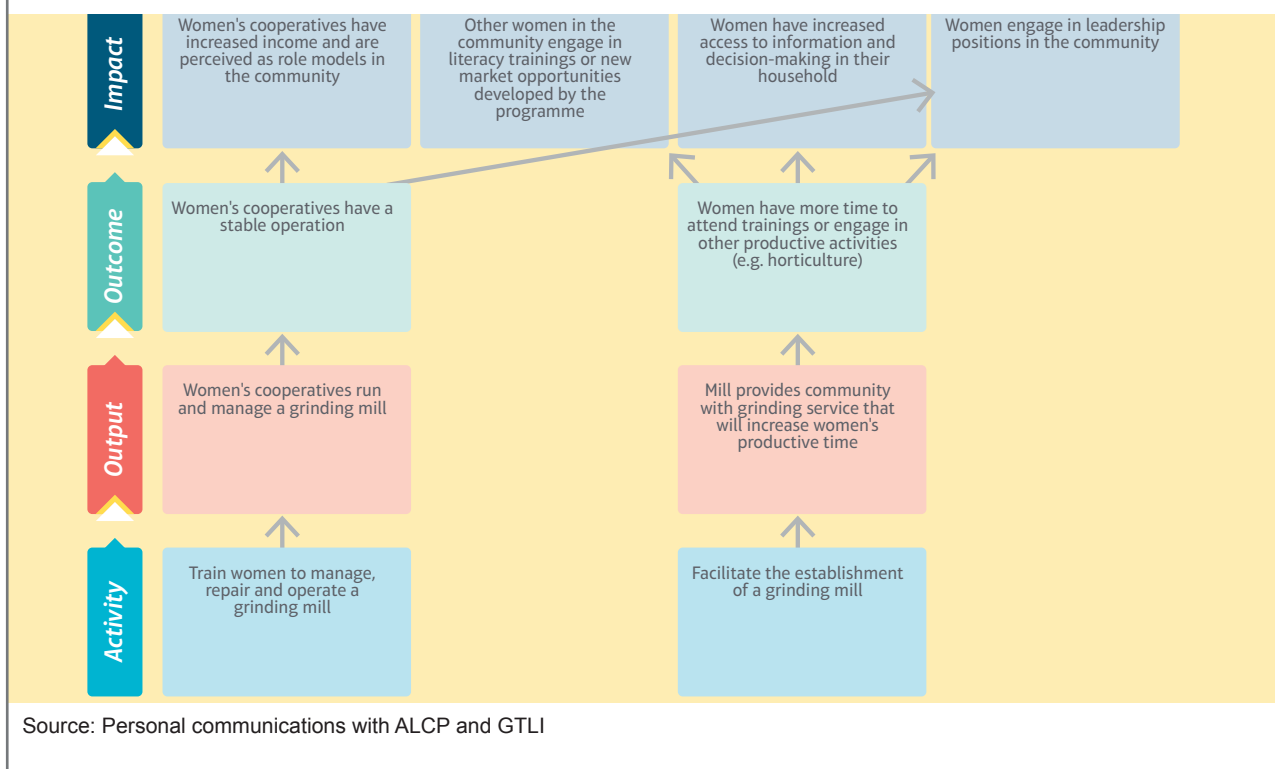 Impact
Women's cooperatives have
increased income and are
perceived as role models in
the community
Other women in the
community engage in
literacy trainings or new
market opportunities
developed by the
programme
Women have increased
access to information and
decision-making in their
household
Women engage in leadership
positions in the community
Outcome
Women's cooperatives have a
stable operation
Women have more time to
attend trainings or engage in
other productive activities
(e.g. horticulture)
Output
Women's cooperatives run
and manage a grinding mill
Mill provides community
with grinding service that
will increase women's
productive time
Activity
Train women to manage,
repair and operate a
grinding mill
Facilitate the establishment
of a grinding mill
Source: Personal communications with ALCP and GTLI